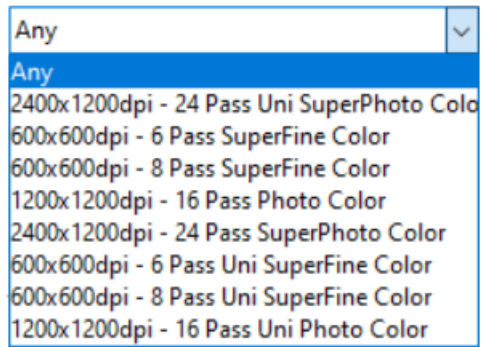 Any
Any
2400x1200dpi - 24 Pass Uni SuperPhoto Colo
600x600dpi - 6 Pass SuperFine Color
600x600dpi - 8 Pass SuperFine Color
1200x1200dpi - 16 Pass Photo Color
2400x1200dpi - 24 Pass SuperPhoto Color
600x600dpi - 6 Pass Uni SuperFine Color
600x600dpi - 8 Pass Uni SuperFine Color
1200x1200dpi - 16 Pass Uni Photo Color